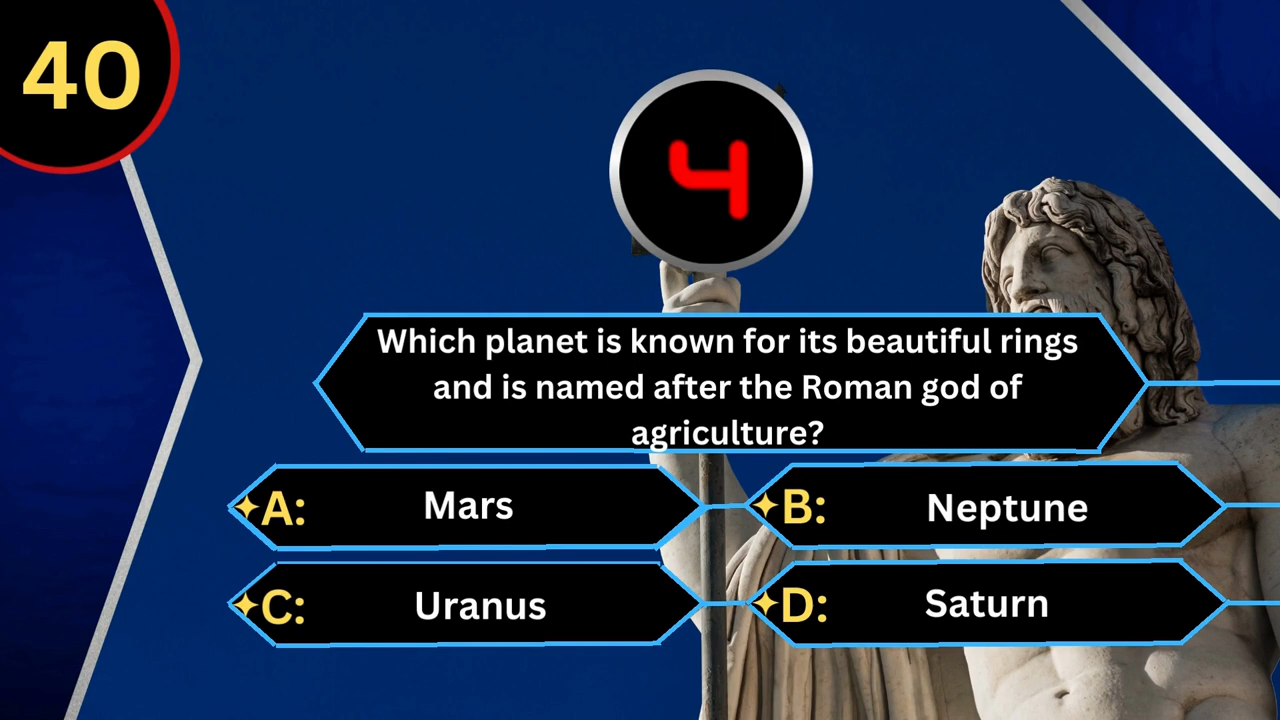 40
4
Which planet is known for its beautiful rings
and is named after the Roman god of
agriculture?
A: Mars
B: Neptune
C: Uranus
D: Saturn